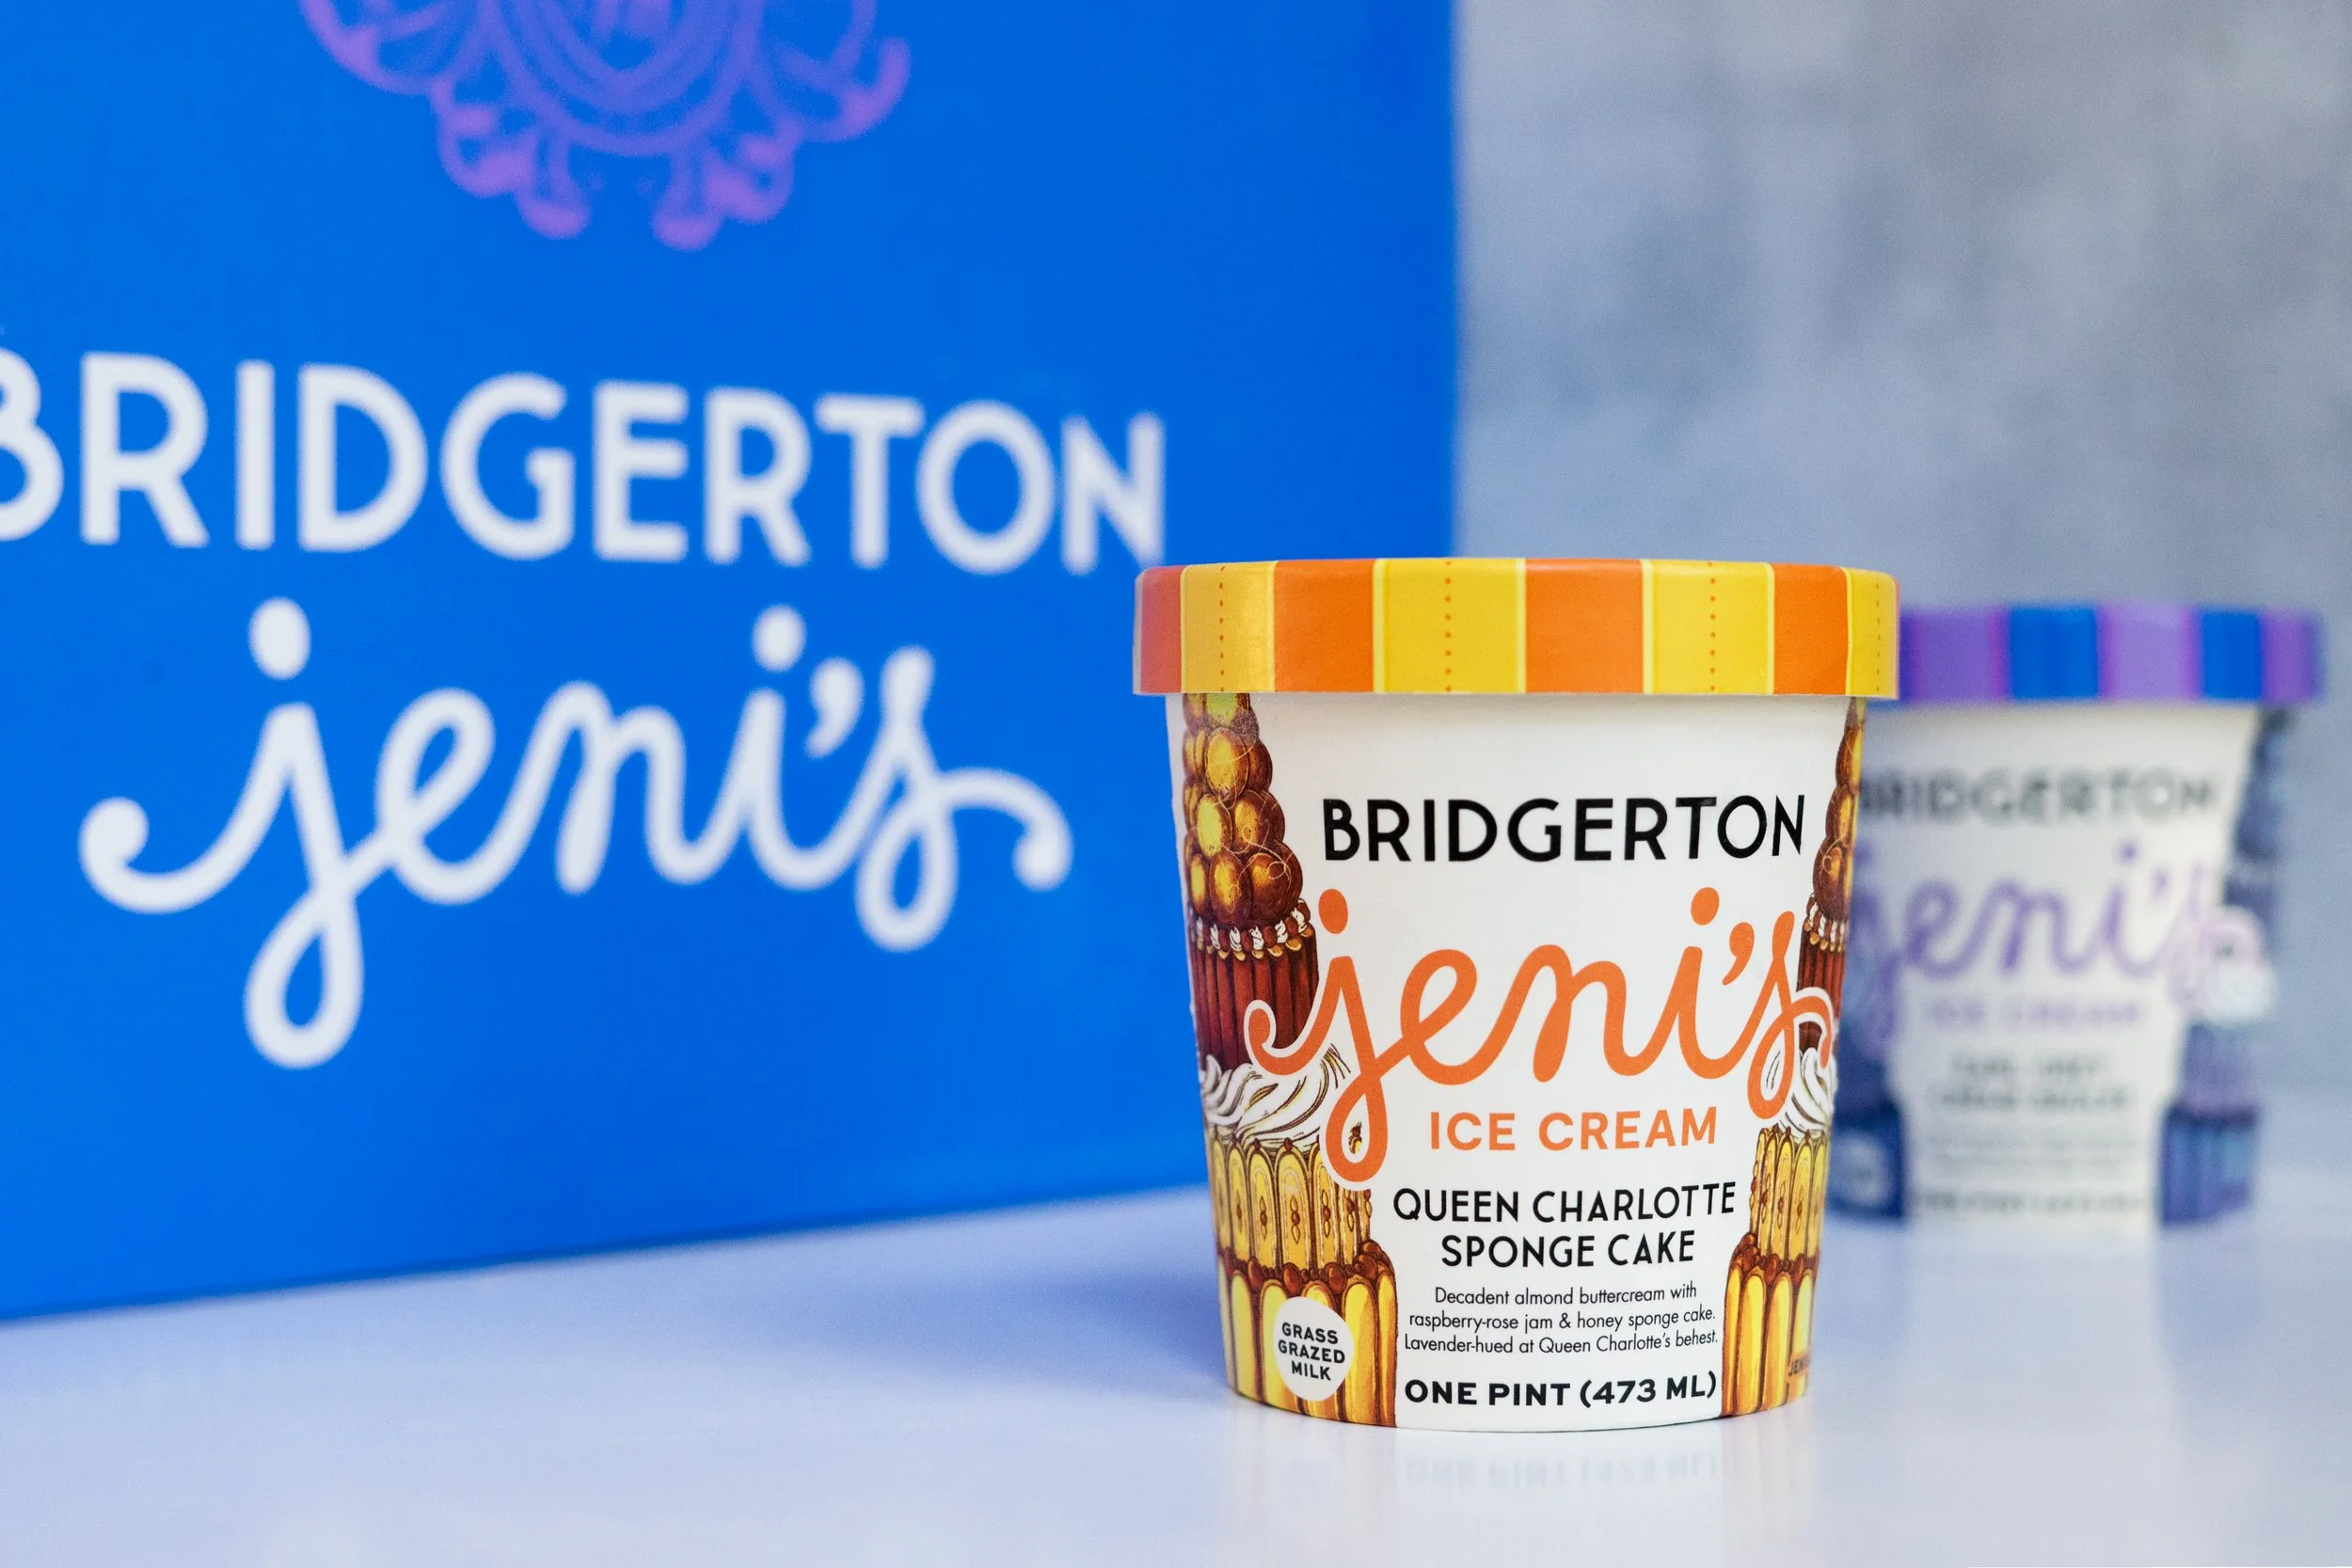 BRIDGERTON
jeni's
BRIDGERTON
jeni's
ICE CREAM
QUEEN CHARLOTTE
SPONGE CAKE
Decadent almond buttercream with
raspberry-rose jam & honey sponge cake.
Lavender-hued at Queen Charlotte's behest.
GRASS
GRAZED
MILK
ONE PINT (473 ML)
BRIDGERTON
jeni's
ICE CREAM